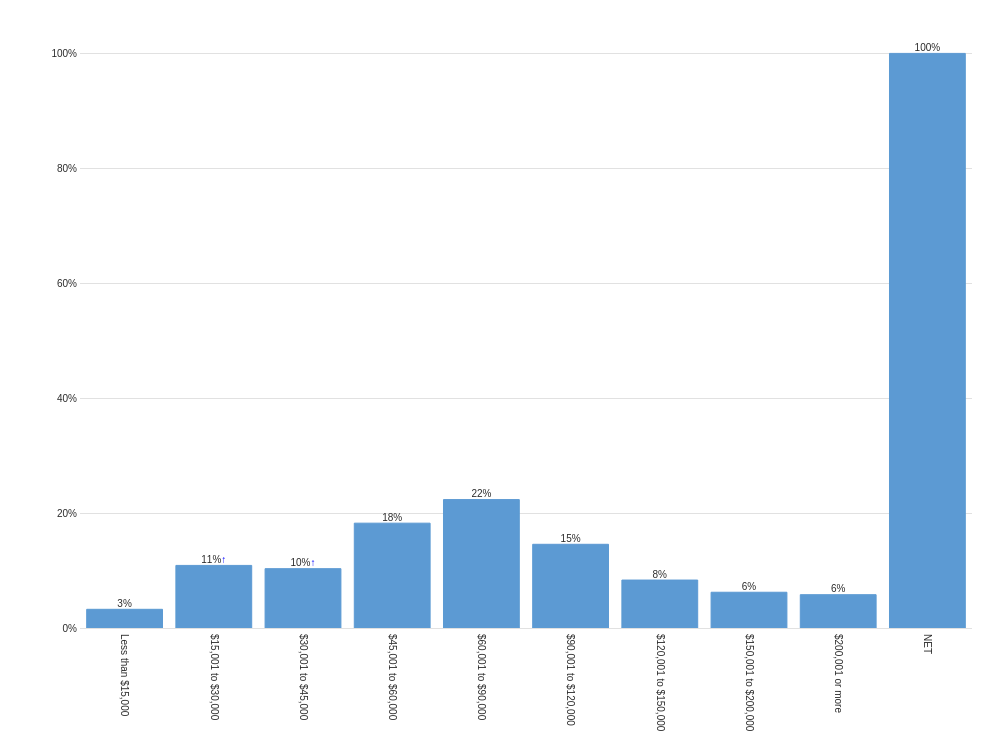 100%
80%
60%
40%
20%
0%
3%
11%↑
10%↑
18%
22%
15%
8%
6%
6%
100%
Less than $15,000
$15,001 to $30,000
$30,001 to $45,000
$45,001 to $60,000
$60,001 to $90,000
$90,001 to $120,000
$120,001 to $150,000
$150,001 to $200,000
$200,001 or more
NET